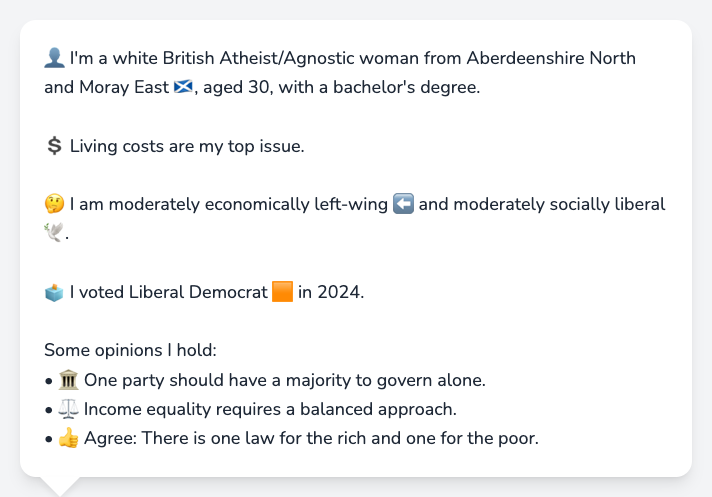 👤 I'm a white British Atheist/Agnostic woman from Aberdeenshire North
and Moray East 🏴󠁧󠁢󠁳󠁣󠁴󠁿, aged 30, with a bachelor's degree.
💲 Living costs are my top issue.
🤔 I am moderately economically left-wing ⬅️ and moderately socially liberal
🕊️.
🗳️ I voted Liberal Democrat 🟧 in 2024.
Some opinions I hold:
• 🏛️ One party should have a majority to govern alone.
• ⚖️ Income equality requires a balanced approach.
• 👍 Agree: There is one law for the rich and one for the poor.